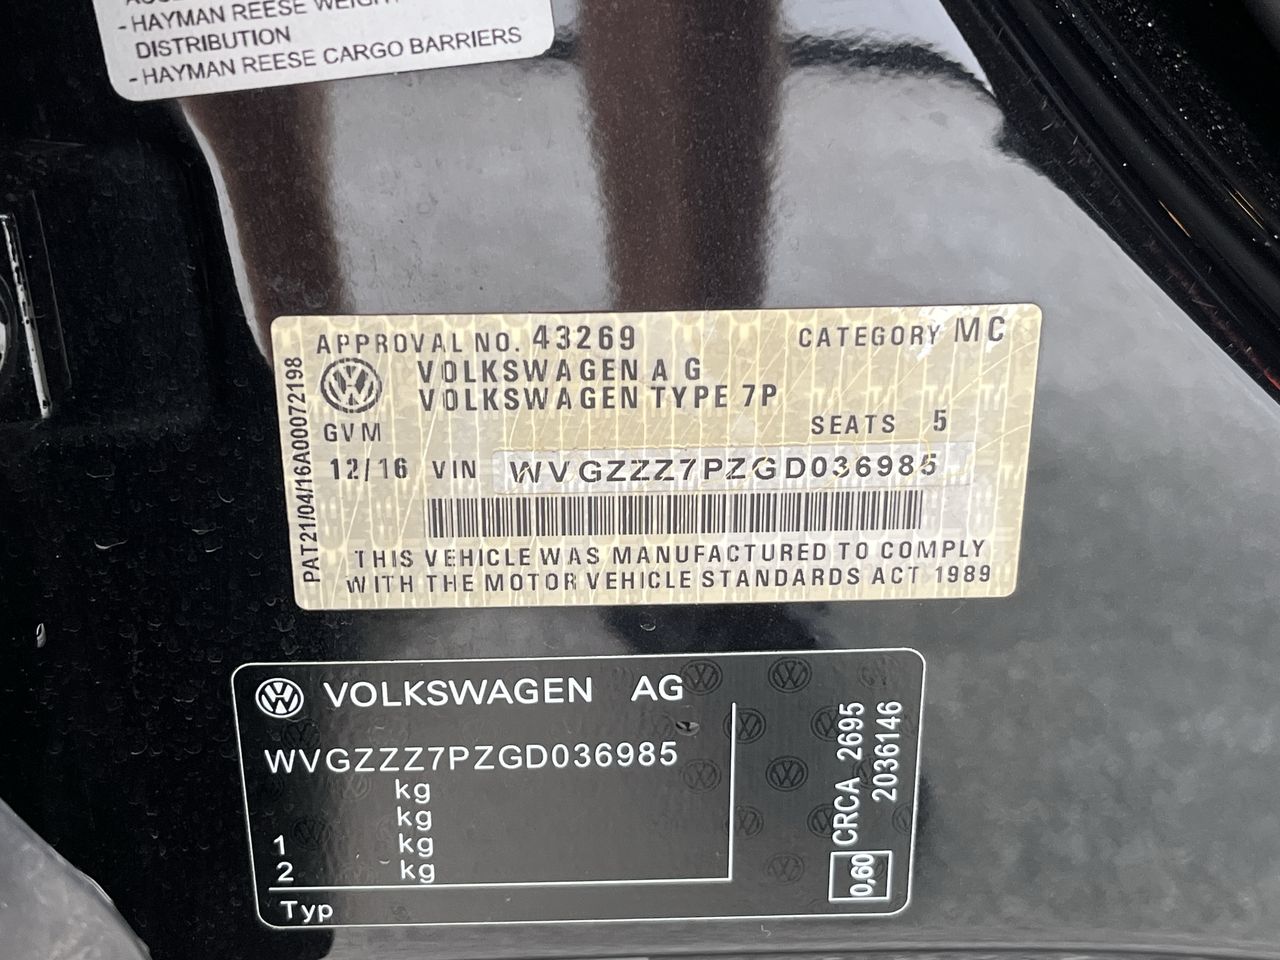 - HAYMAN REESE WEIGHT
DISTRIBUTION
- HAYMAN REESE CARGO BARRIERS
APPROVAL NO. 43269 CATEGORY MC
VOLKSWAGEN A G
VOLKSWAGEN TYPE 7P
GVM SEATS 5
12/16 VIN WVGZZZ7PZGD036985
THIS VEHICLE WAS MANUFACTURED TO COMPLY
WITH THE MOTOR VEHICLE STANDARDS ACT 1989
PAT21/04/16A00072198
VOLKSWAGEN AG
WVGZZZ7PZGD036985
kg
kg
1 kg
2 kg
Typ
CRCA 2695
2036146
0,60